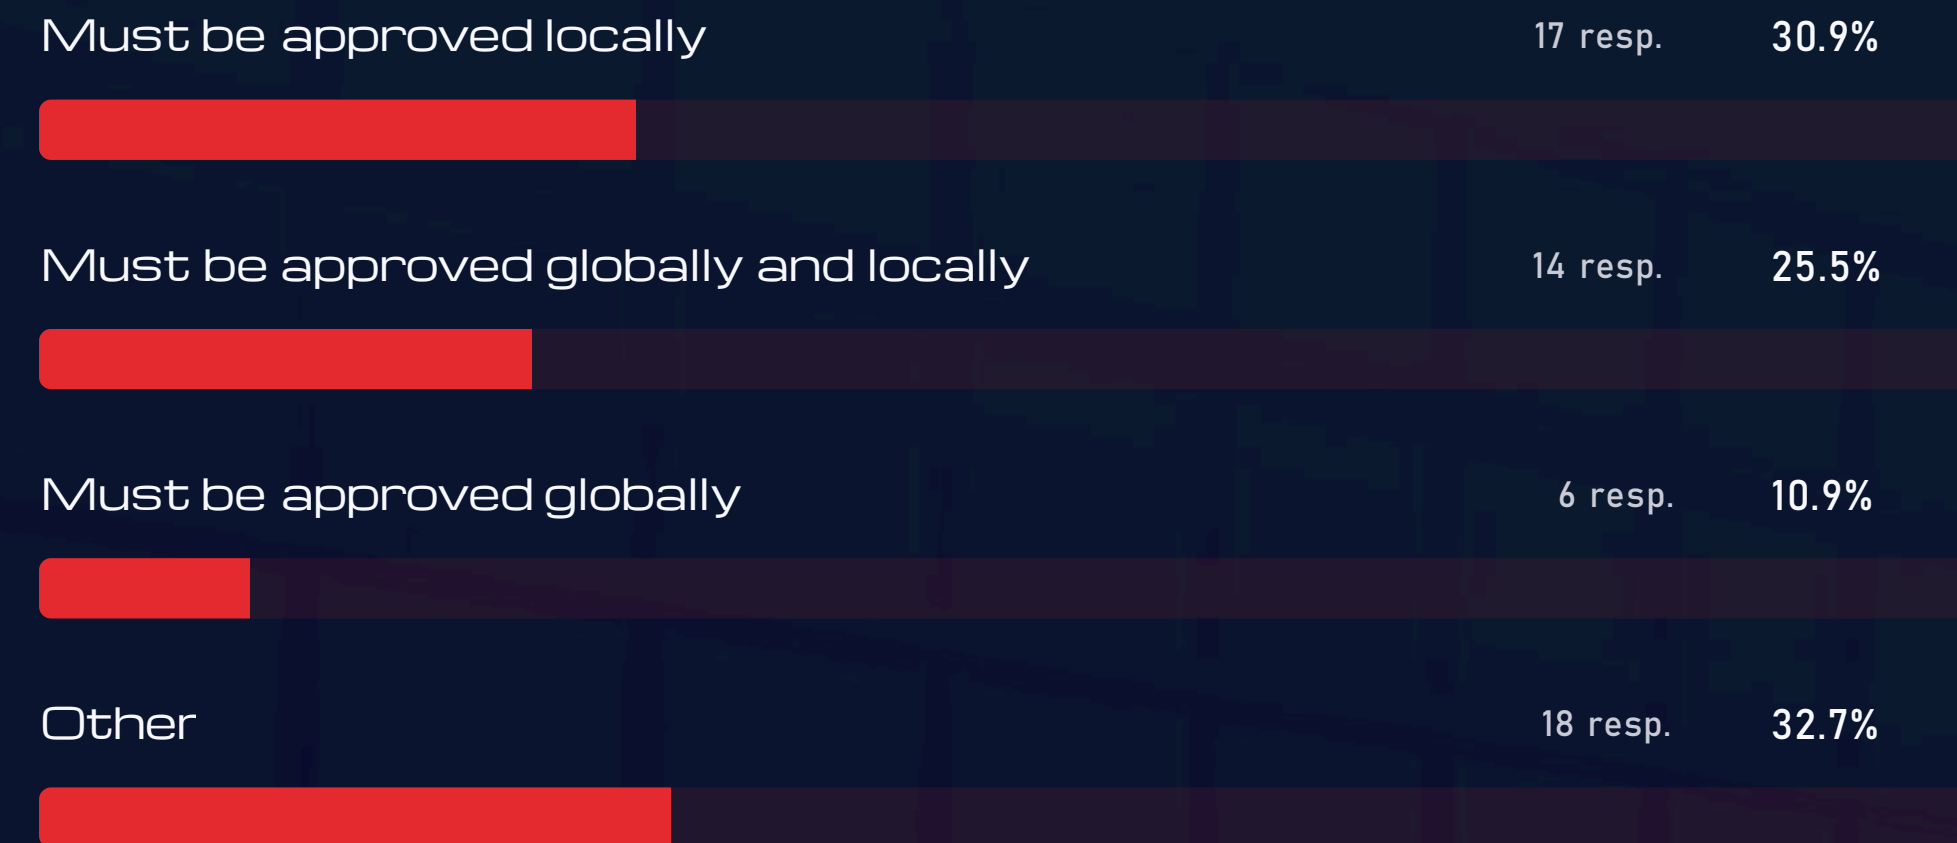 Must be approved locally 17 resp. 30.9%
Must be approved globally and locally 14 resp. 25.5%
Must be approved globally 6 resp. 10.9%
Other 18 resp. 32.7%